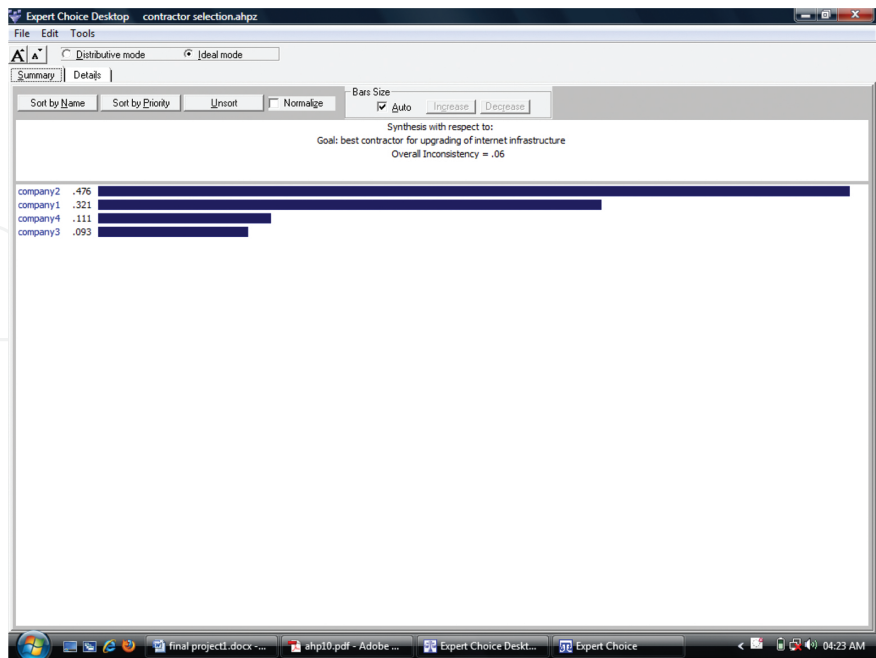 Expert Choice Desktop contractor selection.ahpz
File Edit Tools
A A Distributive mode Ideal mode
Summary Details
Sort by Name Sort by Priority Unsort Normalize Bars Size Auto Increase Decrease
Synthesis with respect to:
Goal: best contractor for upgrading of internet infrastructure
Overall Inconsistency = .06
company2 .476
company1 .321
company4 .111
company3 .093
final project1.docx -... ahp10.pdf - Adobe ... Expert Choice Deskt... Expert Choice 04:23 AM